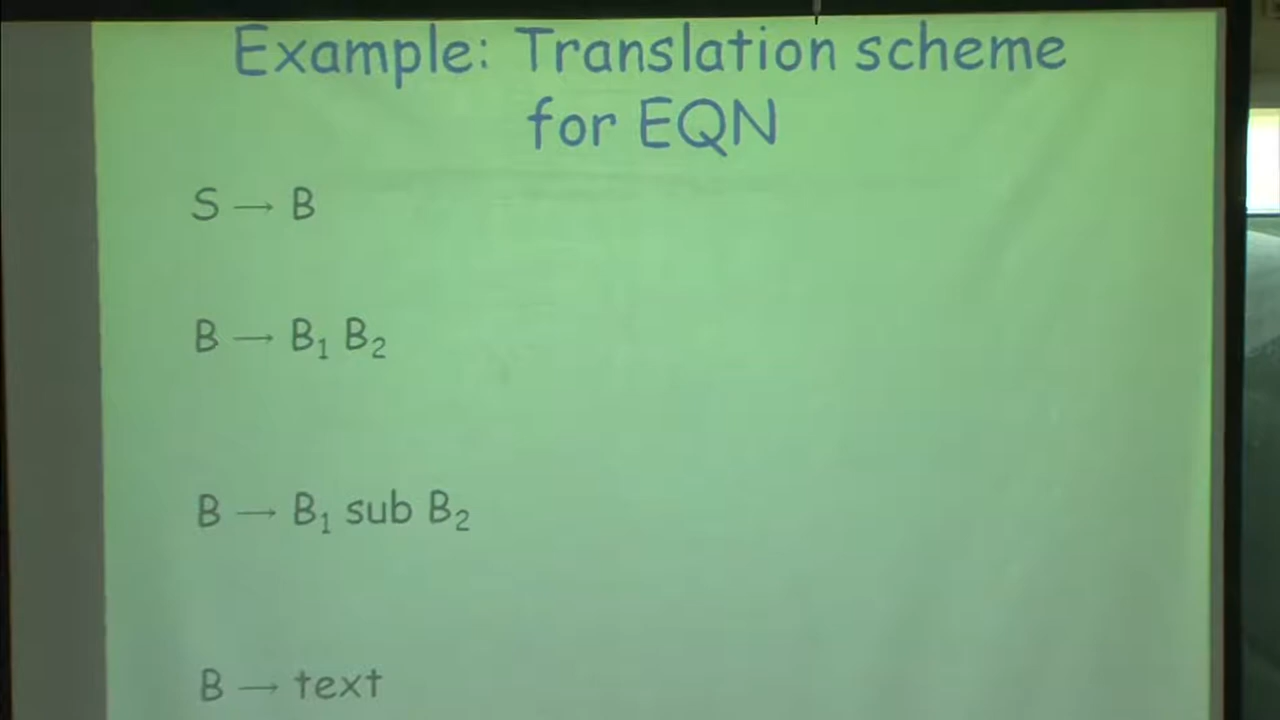 Example: Translation scheme
for EQN
S → B
B → B₁ B₂
B → B₁ sub B₂
B → text